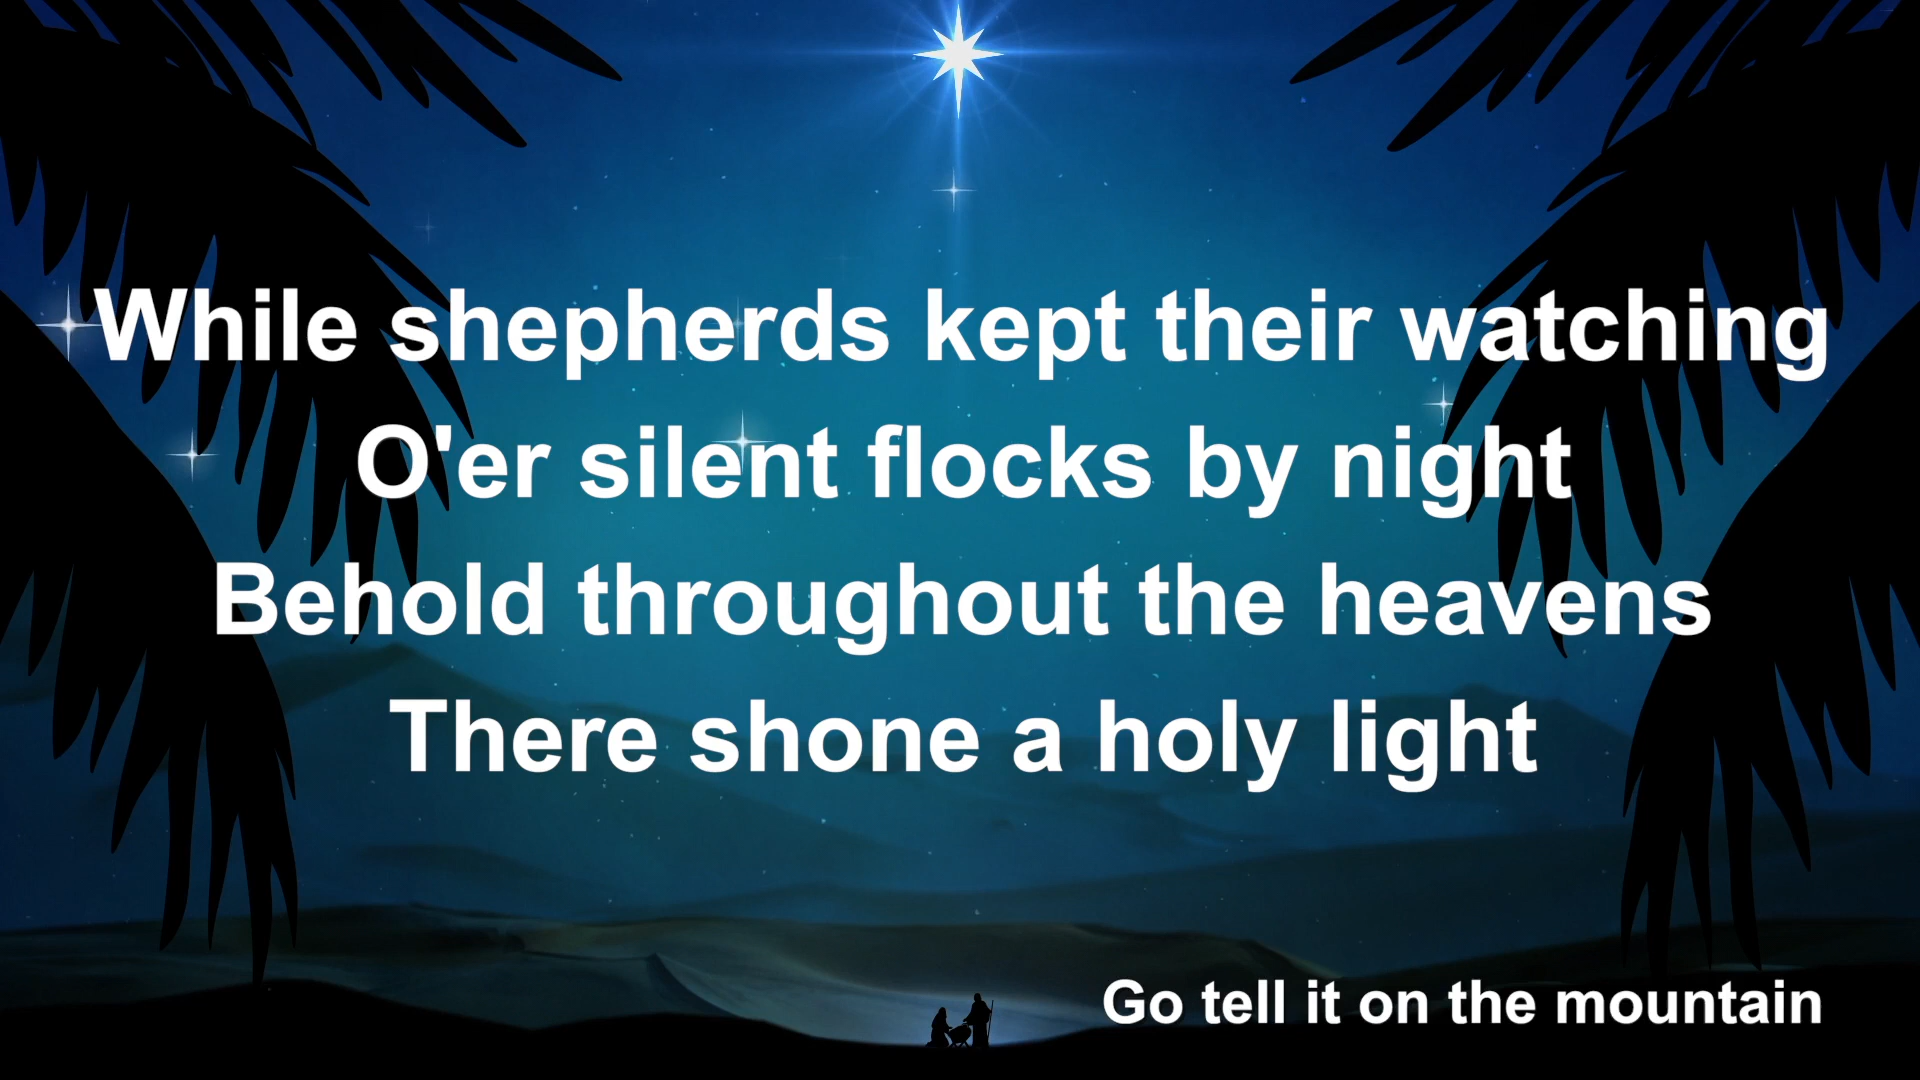 While shepherds kept their watching
O'er silent flocks by night
Behold throughout the heavens
There shone a holy light
Go tell it on the mountain